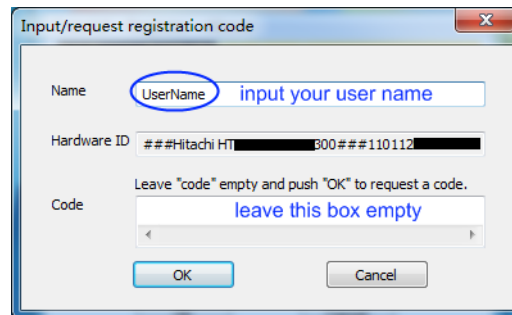 Input/request registration code
Name UserName input your user name
Hardware ID ###Hitachi HT 300###110112
Leave "code" empty and push "OK" to request a code.
Code leave this box empty
OK Cancel